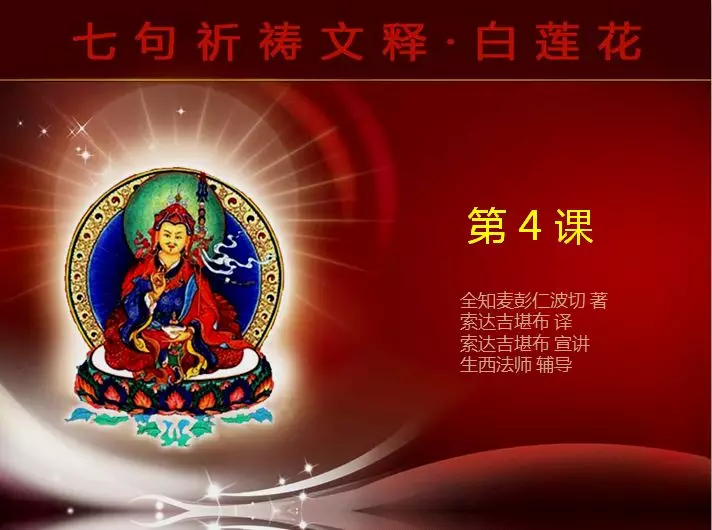 七句祈祷文释·白莲花
第4课
全知麦彭仁波切 著
索达吉堪布 译
索达吉堪布 宣讲
生西法师 辅导